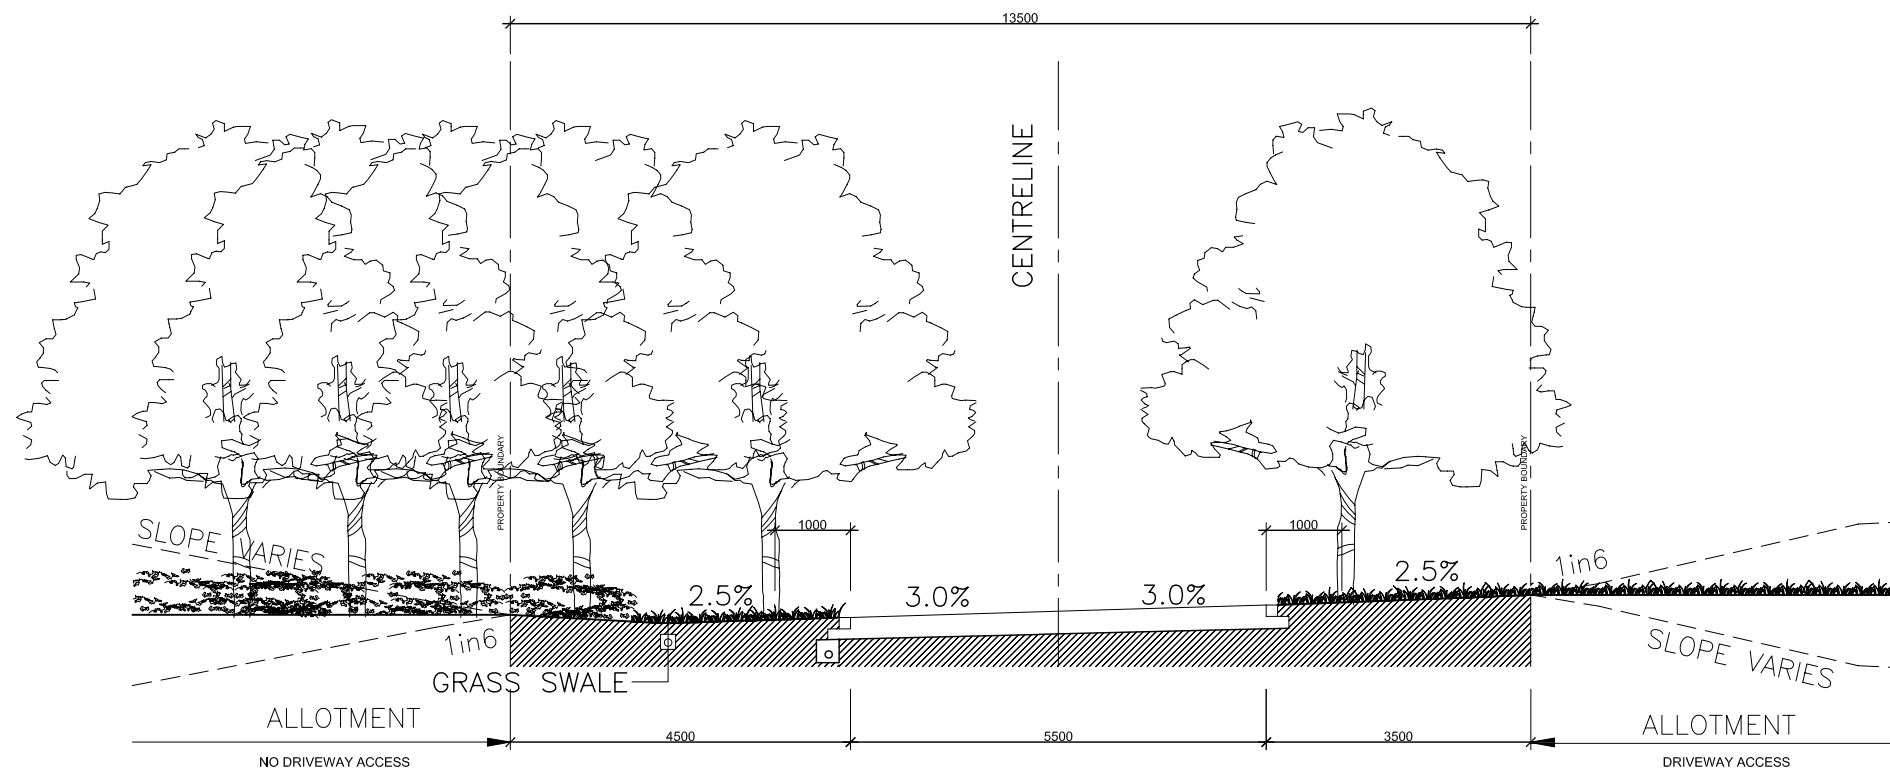 13500
CENTRELINE
PROPERTY BOUNDARY
PROPERTY BOUNDARY
1000
1000
SLOPE VARIES
2.5%
3.0%
3.0%
2.5%
1in6
1in6
SLOPE VARIES
GRASS SWALE
ALLOTMENT
4500
5500
3500
ALLOTMENT
NO DRIVEWAY ACCESS
DRIVEWAY ACCESS